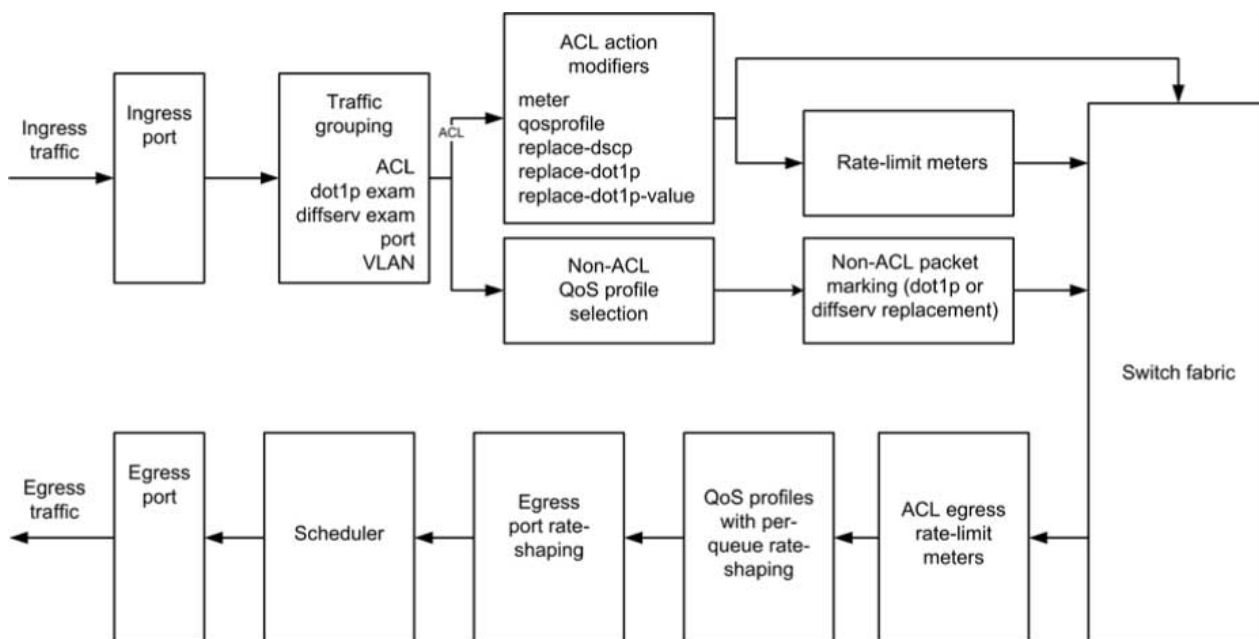 Ingress
traffic
Ingress
port
Traffic
grouping
ACL
dot1p exam
diffserv exam
port
VLAN
ACL
ACL action
modifiers
meter
qosprofile
replace-dscp
replace-dot1p
replace-dot1p-value
Rate-limit meters
Non-ACL
QoS profile
selection
Non-ACL packet
marking (dot1p or
diffserv replacement)
Switch fabric
Egress
traffic
Egress
port
Scheduler
Egress
port rate-
shaping
QoS profiles
with per-
queue rate-
shaping
ACL egress
rate-limit
meters